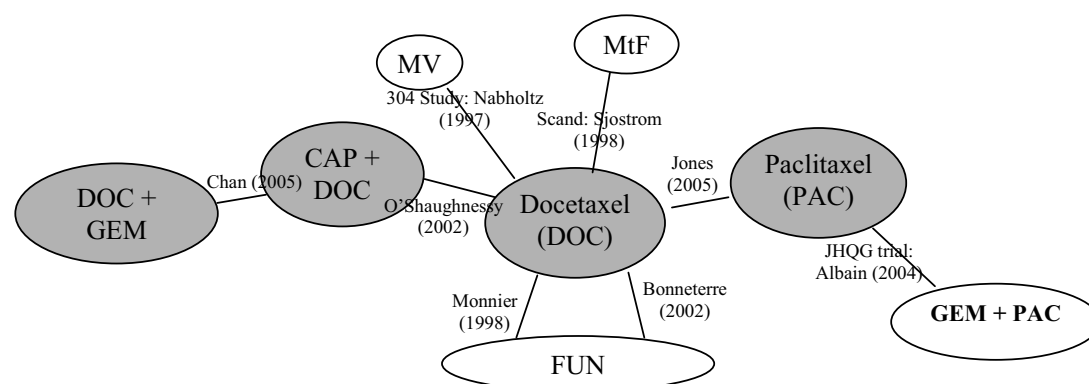 MtF
MV
304 Study: Nabholtz
(1997)
Scand: Sjostrom
(1998)
CAP +
DOC
Jones
(2005)
Paclitaxel
(PAC)
Chan (2005)
DOC +
GEM
O'Shaughnessy
(2002)
Docetaxel
(DOC)
JHQG trial:
Albain (2004)
Monnier
(1998)
Bonneterre
(2002)
GEM + PAC
FUN